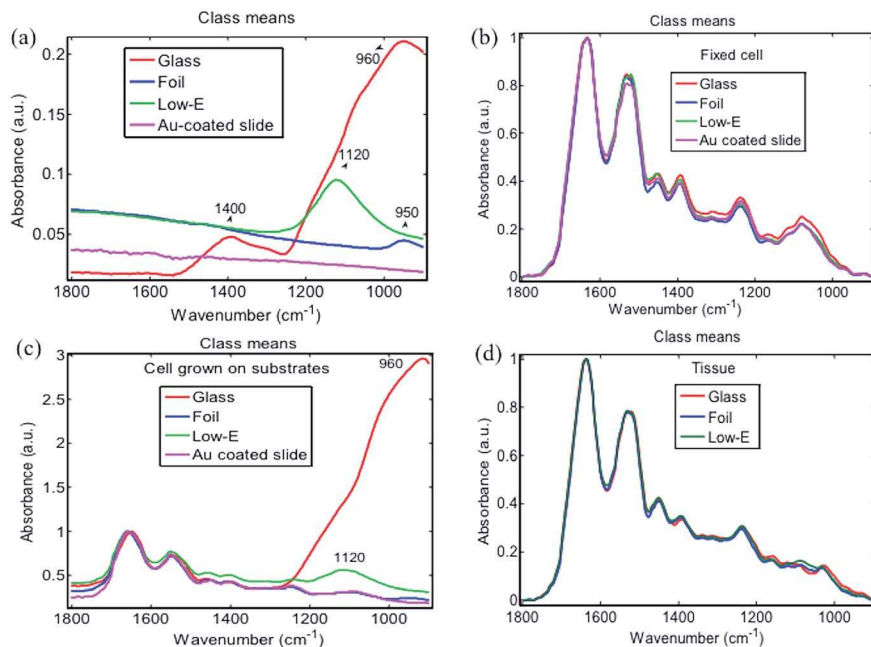 (a)
Class means
Absorbance (a.u.)
0.2
0.15
0.1
0.05
Glass
Foil
Low-E
Au-coated slide
960
1120
1400
950
1800 1600 1400 1200 1000
Wavenumber (cm-1)
(b)
Class means
Fixed cell
Absorbance (a.u.)
1
0.8
0.6
0.4
0.2
0
Glass
Foil
Low-E
Au coated slide
1800 1600 1400 1200 1000
Wavenumber (cm-1)
(c)
Class means
Cell grown on substrates
Absorbance (a.u.)
3
2.5
2
1.5
1
0.5
Glass
Foil
Low-E
Au coated slide
960
1120
1800 1600 1400 1200 1000
Wavenumber (cm-1)
(d)
Class means
Tissue
Absorbance (a.u.)
1
0.8
0.6
0.4
0.2
0
Glass
Foil
Low-E
1800 1600 1400 1200 1000
Wavenumber (cm-1)